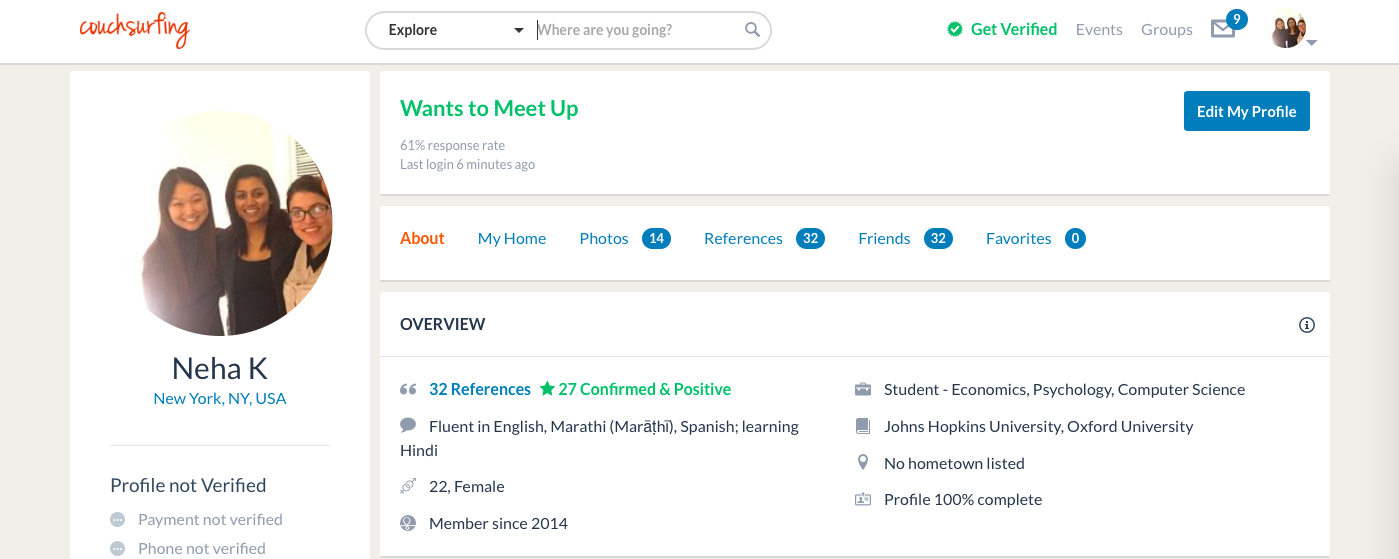 couchsurfing
Explore
Where are you going?
Get Verified
Events
Groups
9
Wants to Meet Up
Edit My Profile
61% response rate
Last login 6 minutes ago
About
My Home
Photos 14
References 32
Friends 32
Favorites 0
Neha K
New York, NY, USA
Profile not Verified
Payment not verified
Phone not verified
OVERVIEW
32 References 27 Confirmed & Positive
Fluent in English, Marathi (Marāṭhī), Spanish; learning
Hindi
22, Female
Member since 2014
Student - Economics, Psychology, Computer Science
Johns Hopkins University, Oxford University
No hometown listed
Profile 100% complete